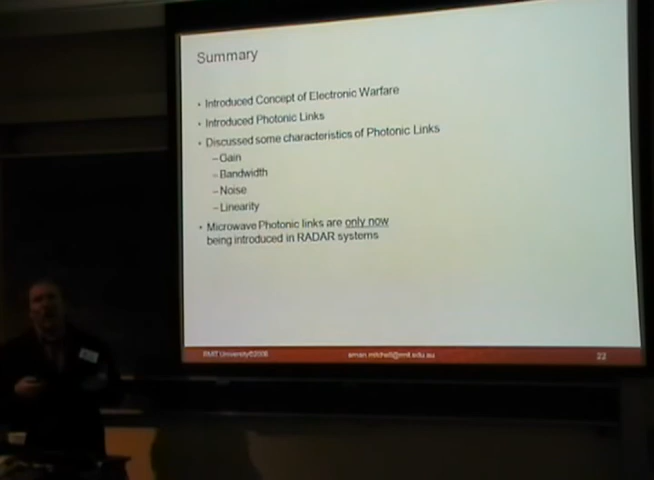 Summary
• Introduced Concept of Electronic Warfare
• Introduced Photonic Links
• Discussed some characteristics of Photonic Links
– Gain
– Bandwidth
– Noise
– Linearity
• Microwave Photonic links are only now
being introduced in RADAR systems
RMIT University
22